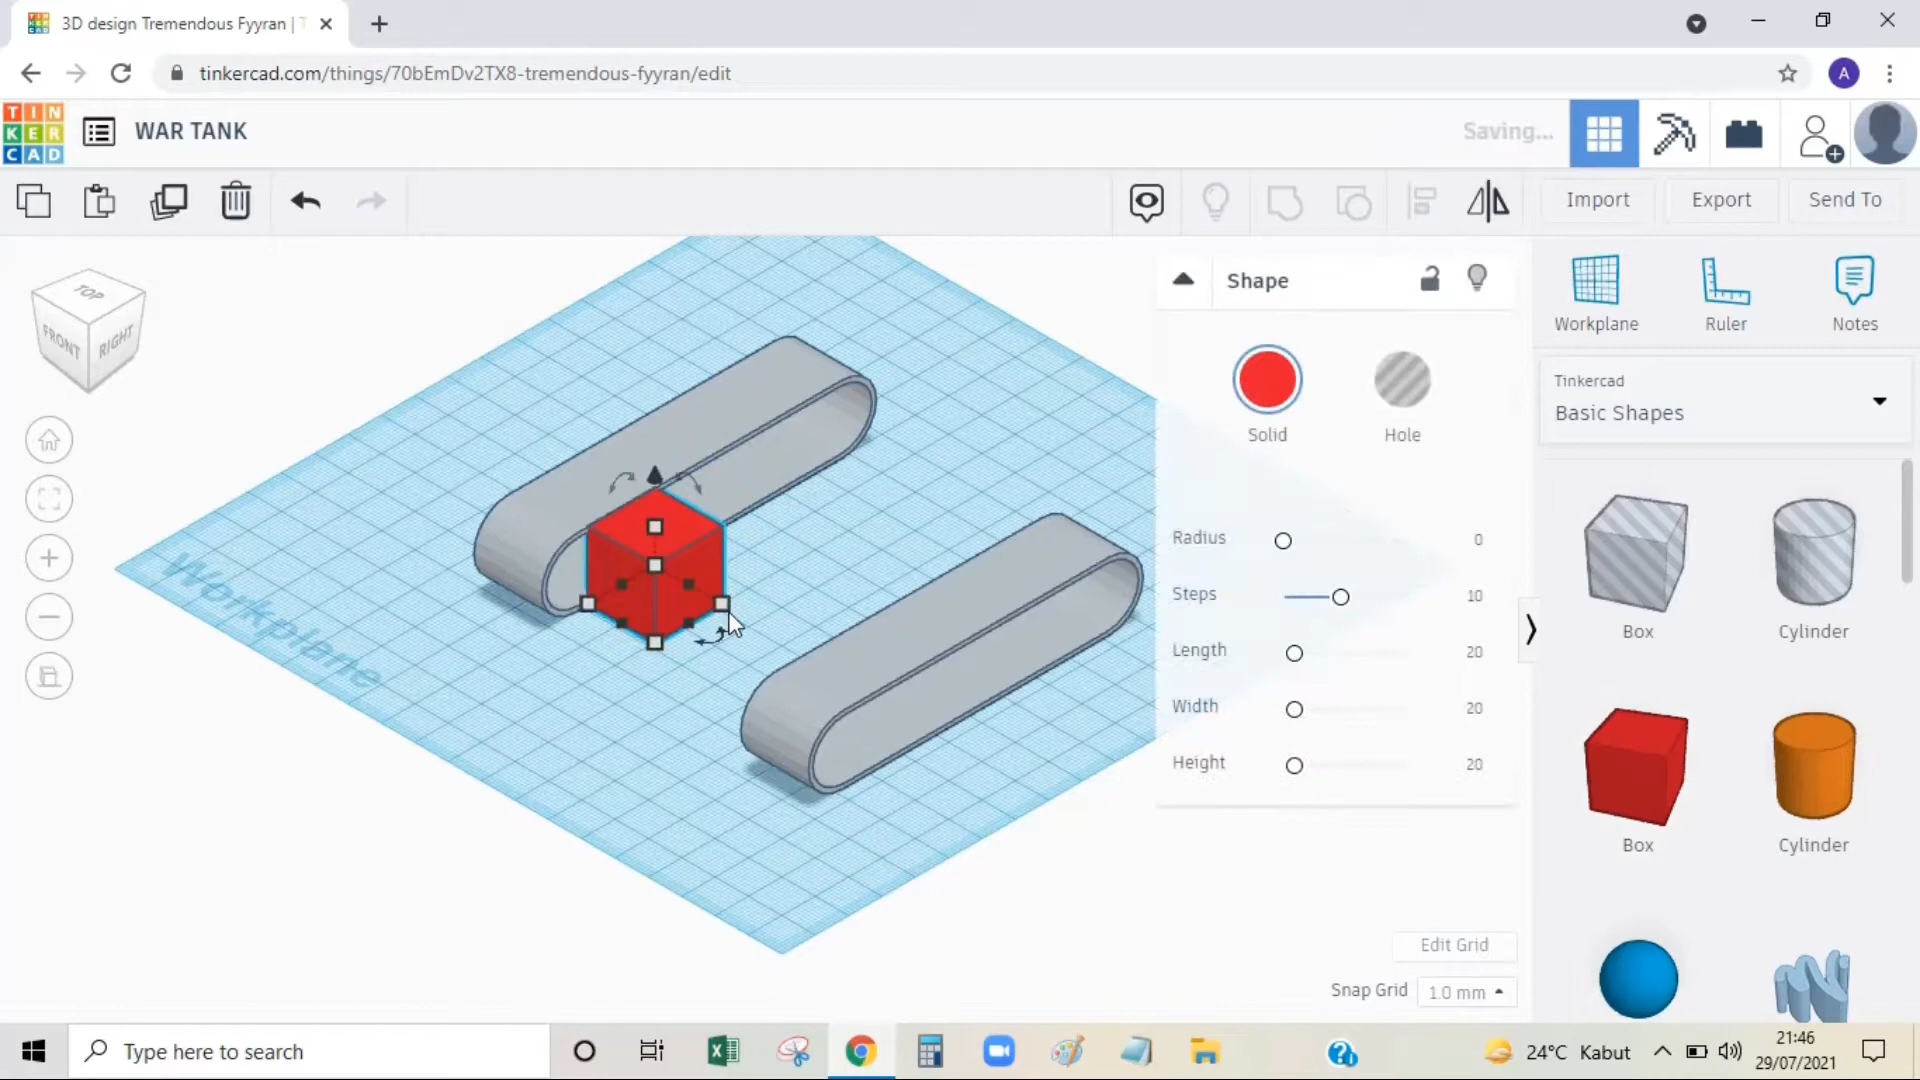 3D design Tremendous Fyyran | T
tinkercad.com/things/70bEmDv2TX8-tremendous-fyyran/edit
A
TIN
KER
CAD
WAR TANK
Saving...
Import
Export
Send To
TOP
FRONT
RIGHT
Workplane
Shape
Solid
Hole
Radius
0
Steps
10
Length
20
Width
20
Height
20
Edit Grid
Snap Grid
1.0 mm
Workplane
Ruler
Notes
Tinkercad
Basic Shapes
Box
Cylinder
Box
Cylinder
Type here to search
24°C Kabut
21:46
29/07/2021